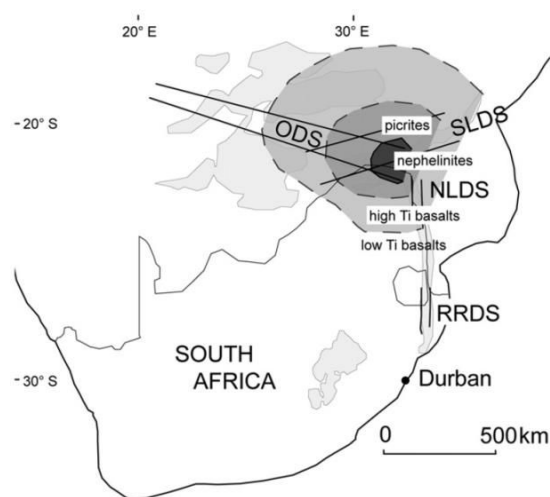 20° E
30° E
20° S
picrites
ODS
SLDS
nephelinites
NLDS
high Ti basalts
low Ti basalts
RRDS
SOUTH
AFRICA
30° S
Durban
0
500km